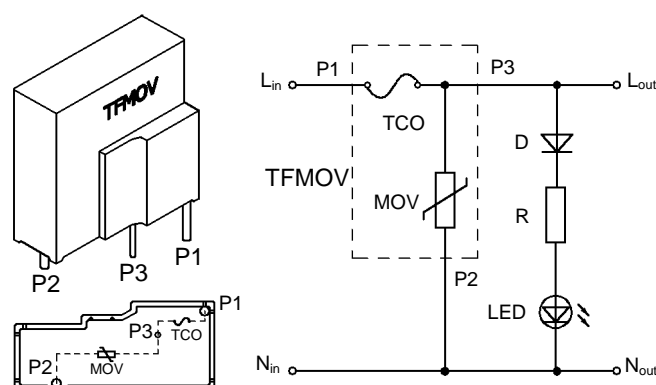 TFMOV
P2
P3
P1
P1
P3
TCO
P2
MOV
Lin
P1
P3
Lout
TCO
D
TFMOV
MOV
R
P2
LED
Nin
Nout